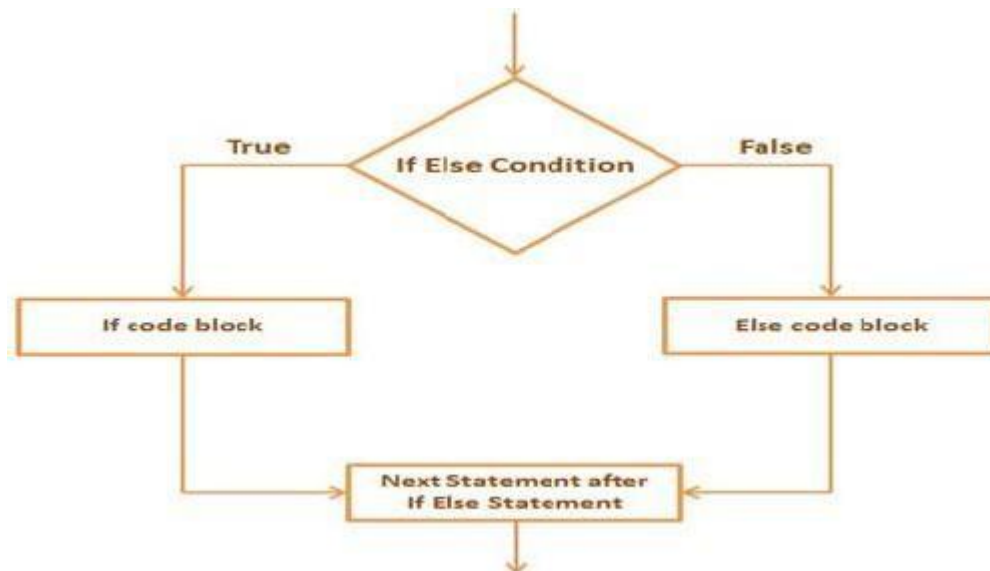 True
False
If Else Condition
If code block
Else code block
Next Statement after
If Else Statement